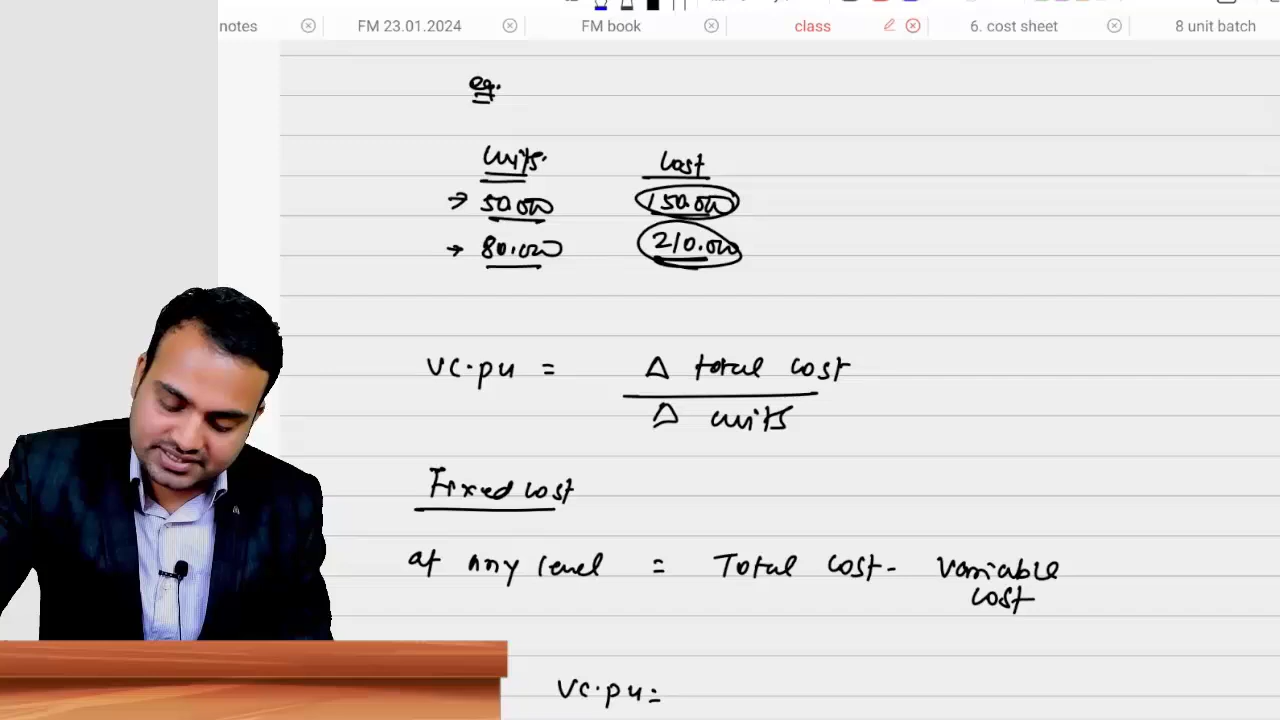 notes FM 23.01.2024 FM book class 6. cost sheet 8 unit batch
eg.
units. cost
→ 50.000 150.000
→ 80.000 210.000
VC.pu = Δ total cost
Δ units
Fixed cost
at any level = Total cost - variable
cost
VC.pu =